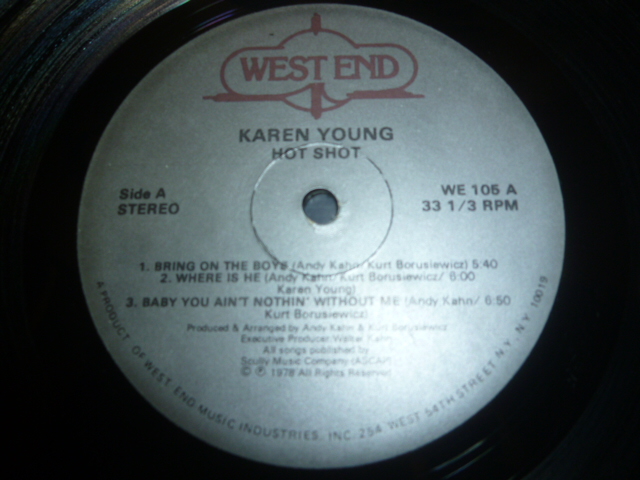 WEST END
KAREN YOUNG
HOT SHOT
Side A
STEREO
WE 105 A
33 1/3 RPM
1. BRING ON THE BOYS (Andy Kahn/Kurt Borusiewicz) 5:40
2. WHERE IS HE (Andy Kahn/Kurt Borusiewicz/ 6:00
Karen Young)
3. BABY YOU AIN'T NOTHIN' WITHOUT ME (Andy Kahn/ 6:50
Kurt Borusiewicz)
Produced & Arranged by Andy Kahn & Kurt Borusiewicz
Executive Producer: Walter Kahn
All songs published by
Scully Music Company (ASCAP)
© ℗ 1978 All Rights Reserved
A PRODUCT OF WEST END MUSIC INDUSTRIES, INC. 254 WEST 54TH STREET N.Y. N.Y. 10019